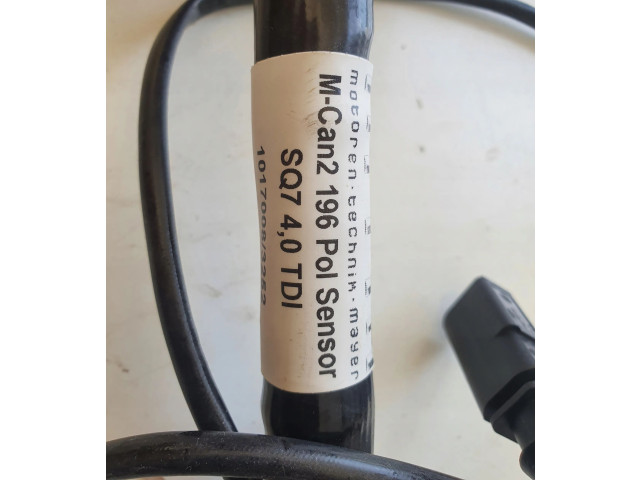 motoren·technik·mayer
M-Can2 196 Pol Sensor
SQ7 4,0 TDI